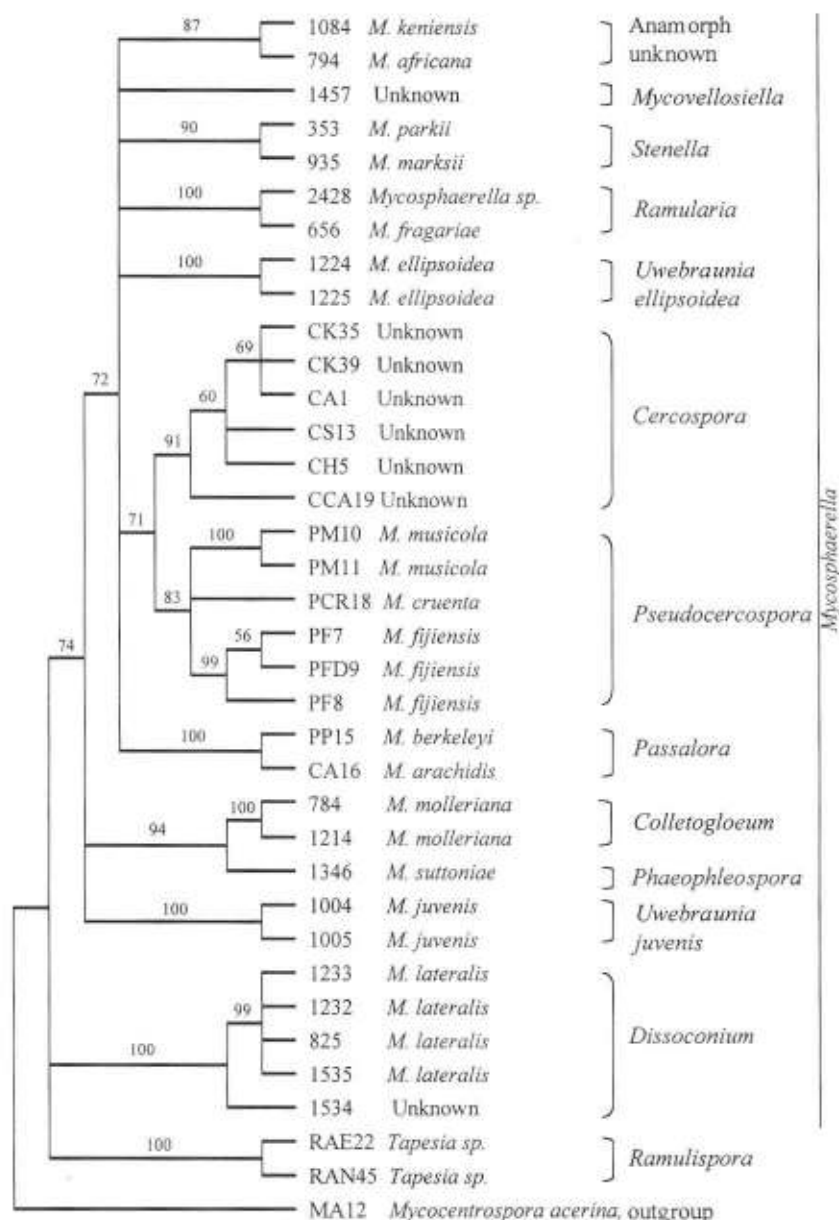 87
1084 M. keniensis
794 M. africana
Anamorph
unknown
1457 Unknown
Mycovellosiella
90
353 M. parkii
935 M. marksii
Stenella
100
2428 Mycosphaerella sp.
656 M. fragariae
Ramularia
100
1224 M. ellipsoidea
1225 M. ellipsoidea
Uwebraunia
ellipsoidea
72
71
91
60
69
CK35 Unknown
CK39 Unknown
CA1 Unknown
CS13 Unknown
CH5 Unknown
CCA19 Unknown
Cercospora
83
100
PM10 M. musicola
PM11 M. musicola
PCR18 M. cruenta
99
56
PF7 M. fijiensis
PFD9 M. fijiensis
PF8 M. fijiensis
Pseudocercospora
100
PP15 M. berkeleyi
CA16 M. arachidis
Passalora
74
94
100
784 M. molleriana
1214 M. molleriana
Colletogloeum
1346 M. suttoniae
Phaeophleospora
100
1004 M. juvenis
1005 M. juvenis
Uwebraunia
juvenis
100
99
1233 M. lateralis
1232 M. lateralis
825 M. lateralis
1535 M. lateralis
1534 Unknown
Dissoconium
Mycosphaerella
100
RAE22 Tapesia sp.
RAN45 Tapesia sp.
Ramulispora
MA12 Mycocentrospora acerina, outgroup